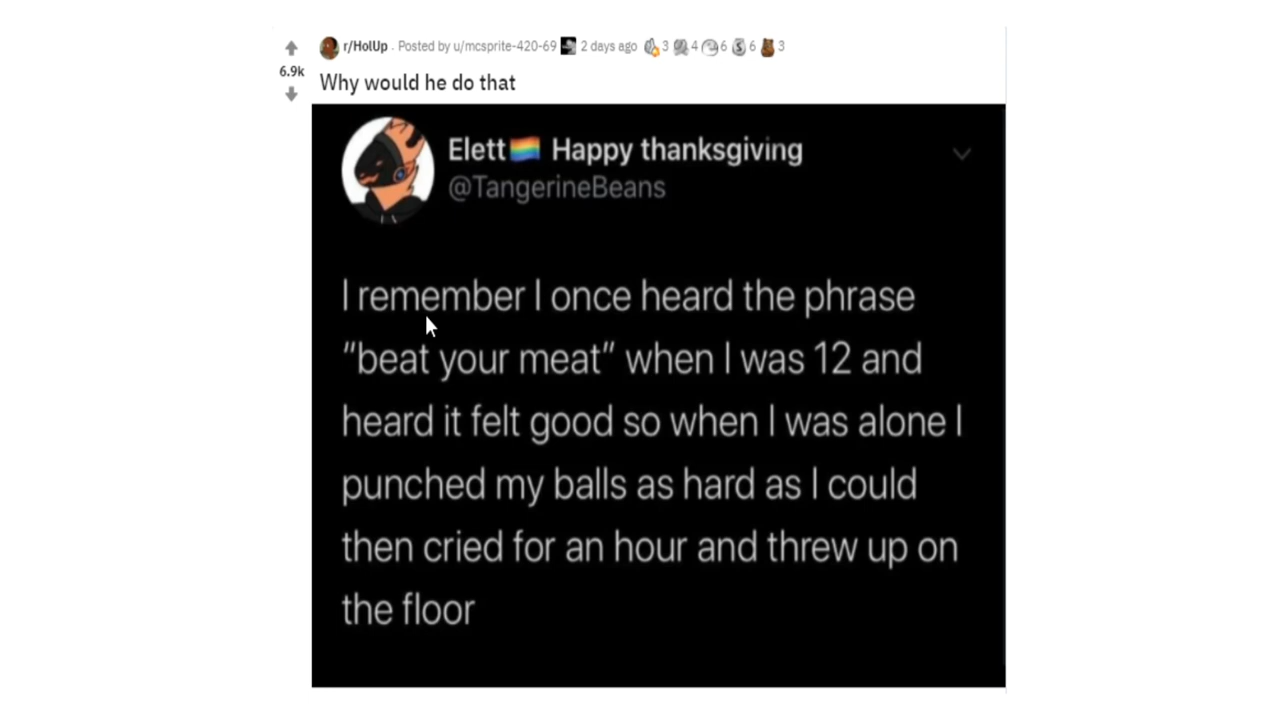 r/HolUp · Posted by u/mcsprite-420-69 2 days ago 3 4 6 6 3
6.9k
Why would he do that
Elett🏳️‍🌈 Happy thanksgiving
@TangerineBeans
I remember I once heard the phrase
"beat your meat" when I was 12 and
heard it felt good so when I was alone I
punched my balls as hard as I could
then cried for an hour and threw up on
the floor